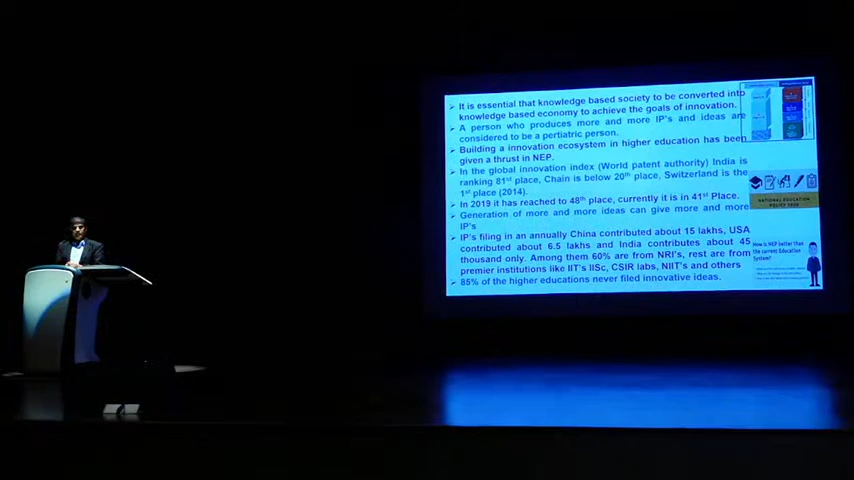 ➢ It is essential that knowledge based society to be converted into
knowledge based economy to achieve the goals of innovation.
➢ A person who produces more and more IP's and ideas are
considered to be a pertiatric person.
➢ Building a innovation ecosystem in higher education has been
given a thrust in NEP.
➢ In the global innovation index (World patent authority) India is
ranking 81st place, Chain is below 20th place, Switzerland is the
1st place (2014).
➢ In 2019 it has reached to 48th place, currently it is in 41st Place.
➢ Generation of more and more ideas can give more and more
IP's
➢ IP's filing in an annually China contributed about 15 lakhs, USA
contributed about 6.5 lakhs and India contributes about 45
thousand only. Among them 60% are from NRI's, rest are from
premier institutions like IIT's IISc, CSIR labs, NIIT's and others
➢ 85% of the higher educations never filed innovative ideas.
NATIONAL EDUCATION
POLICY 2020
How is NEP better than
the current Education
System?